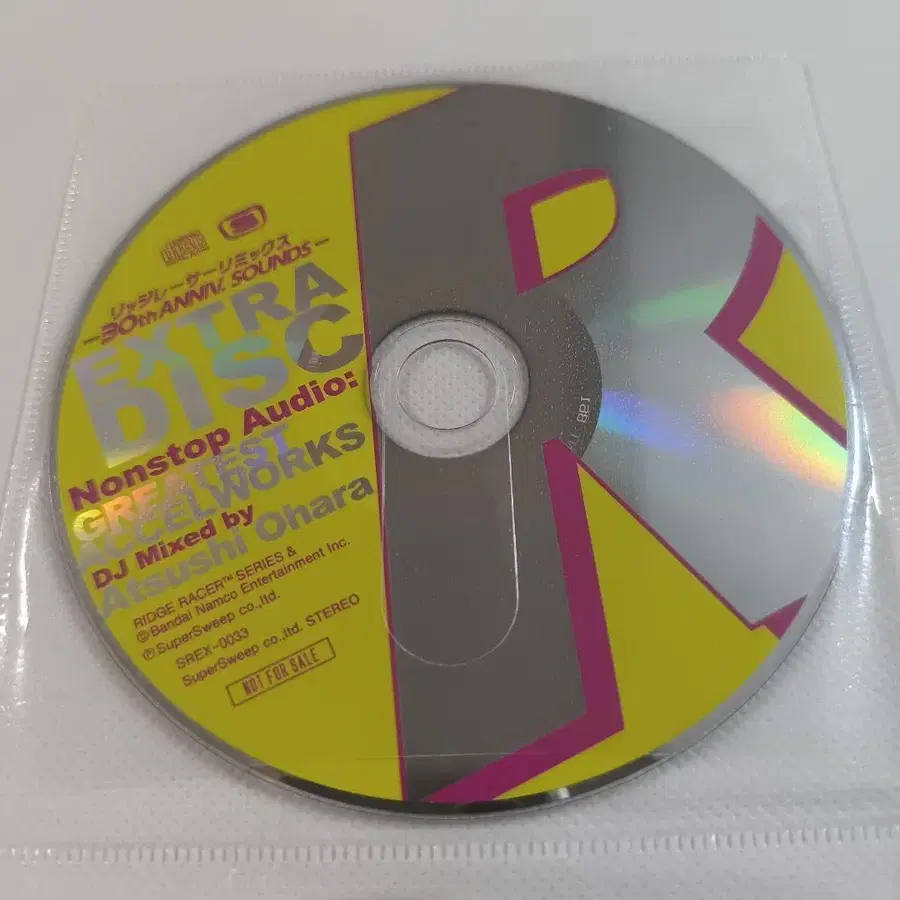 リッジレーサーリミックス
-30th ANNIV. SOUNDS-
EXTRA
DISC
Nonstop Audio:
GREATEST
ACCELWORKS
DJ Mixed by
Atsushi Ohara
RIDGE RACER™ SERIES &
©Bandai Namco Entertainment Inc.
Ⓟ SuperSweep co.,ltd.
SREX-0033
SuperSweep co.,ltd. STEREO
NOT FOR SALE